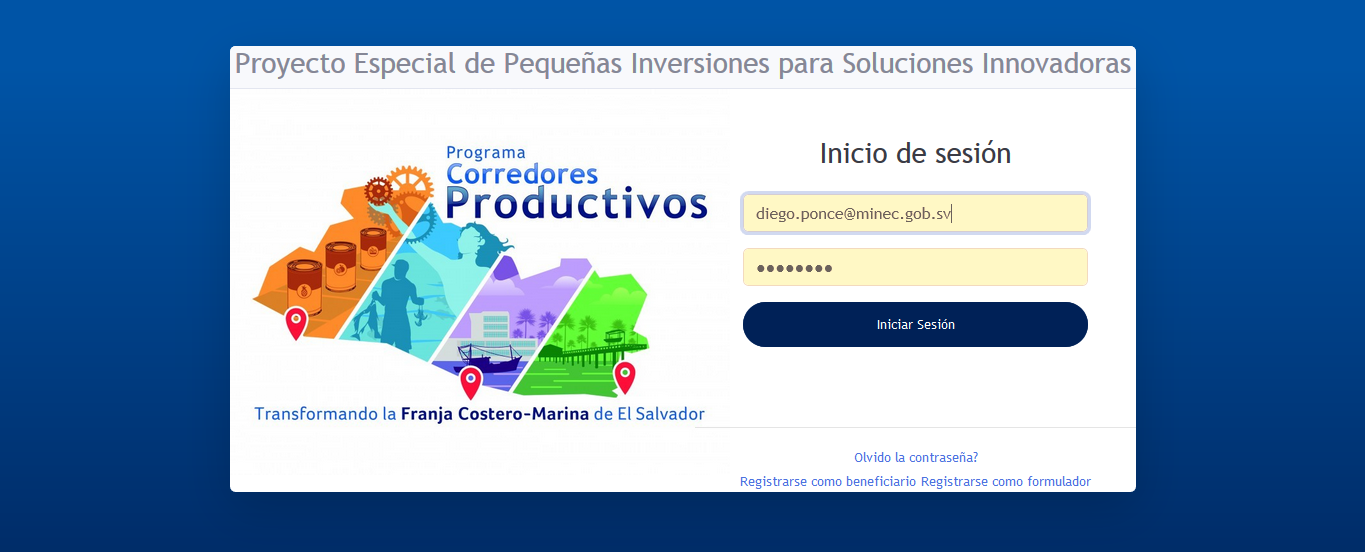 Proyecto Especial de Pequeñas Inversiones para Soluciones Innovadoras
Programa
Corredores
Productivos
Transformando la Franja Costero-Marina de El Salvador
Inicio de sesión
diego.ponce@minec.gob.sv
••••••••
Iniciar Sesión
Olvido la contraseña?
Registrarse como beneficiario Registrarse como formulador